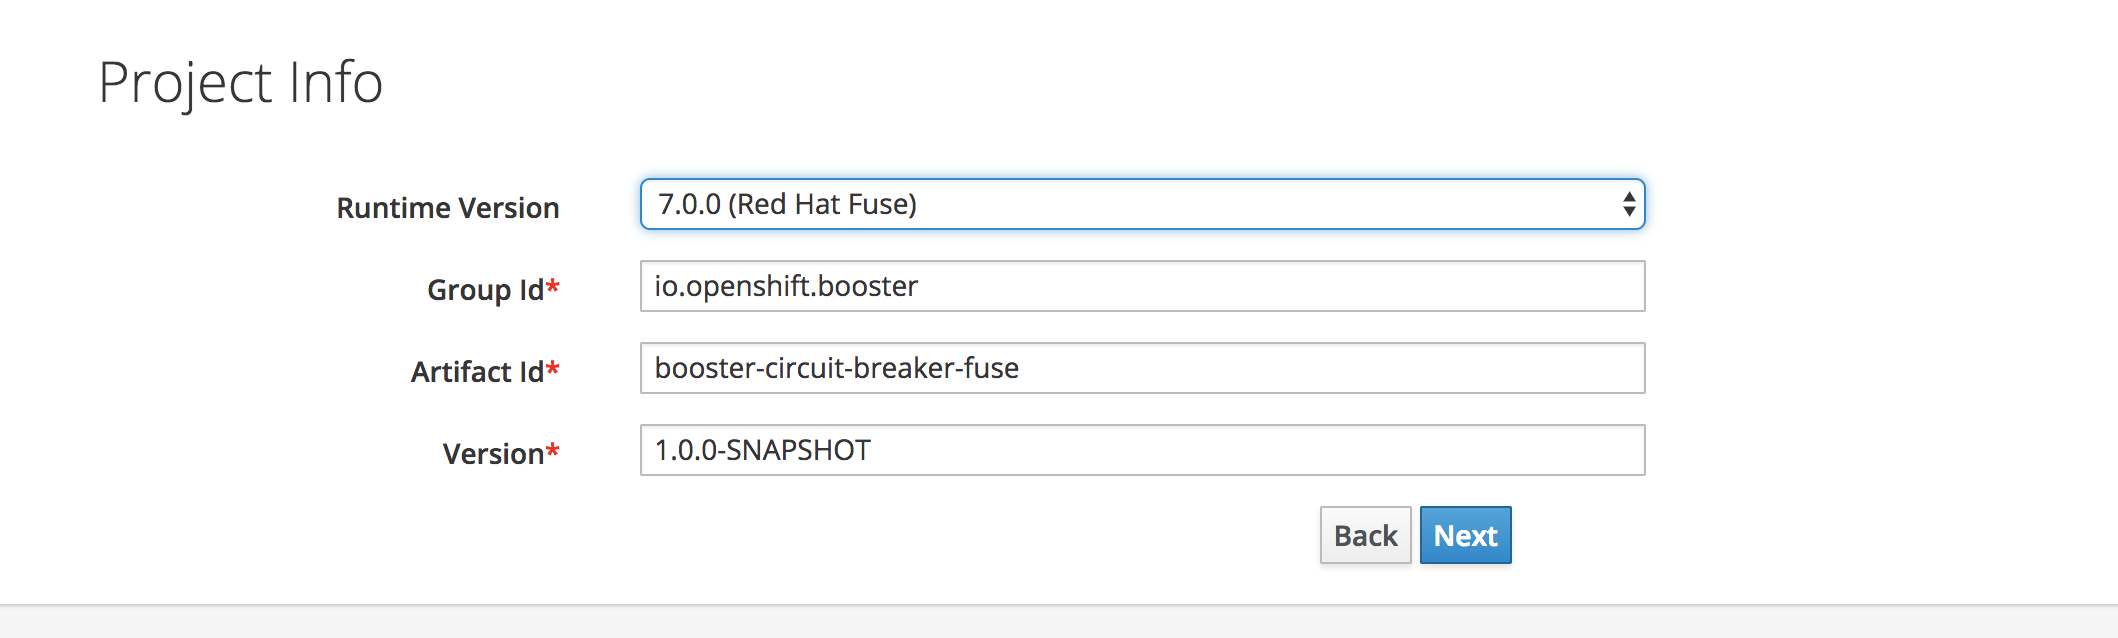 Project Info
Runtime Version 7.0.0 (Red Hat Fuse)
Group Id* io.openshift.booster
Artifact Id* booster-circuit-breaker-fuse
Version* 1.0.0-SNAPSHOT
Back Next